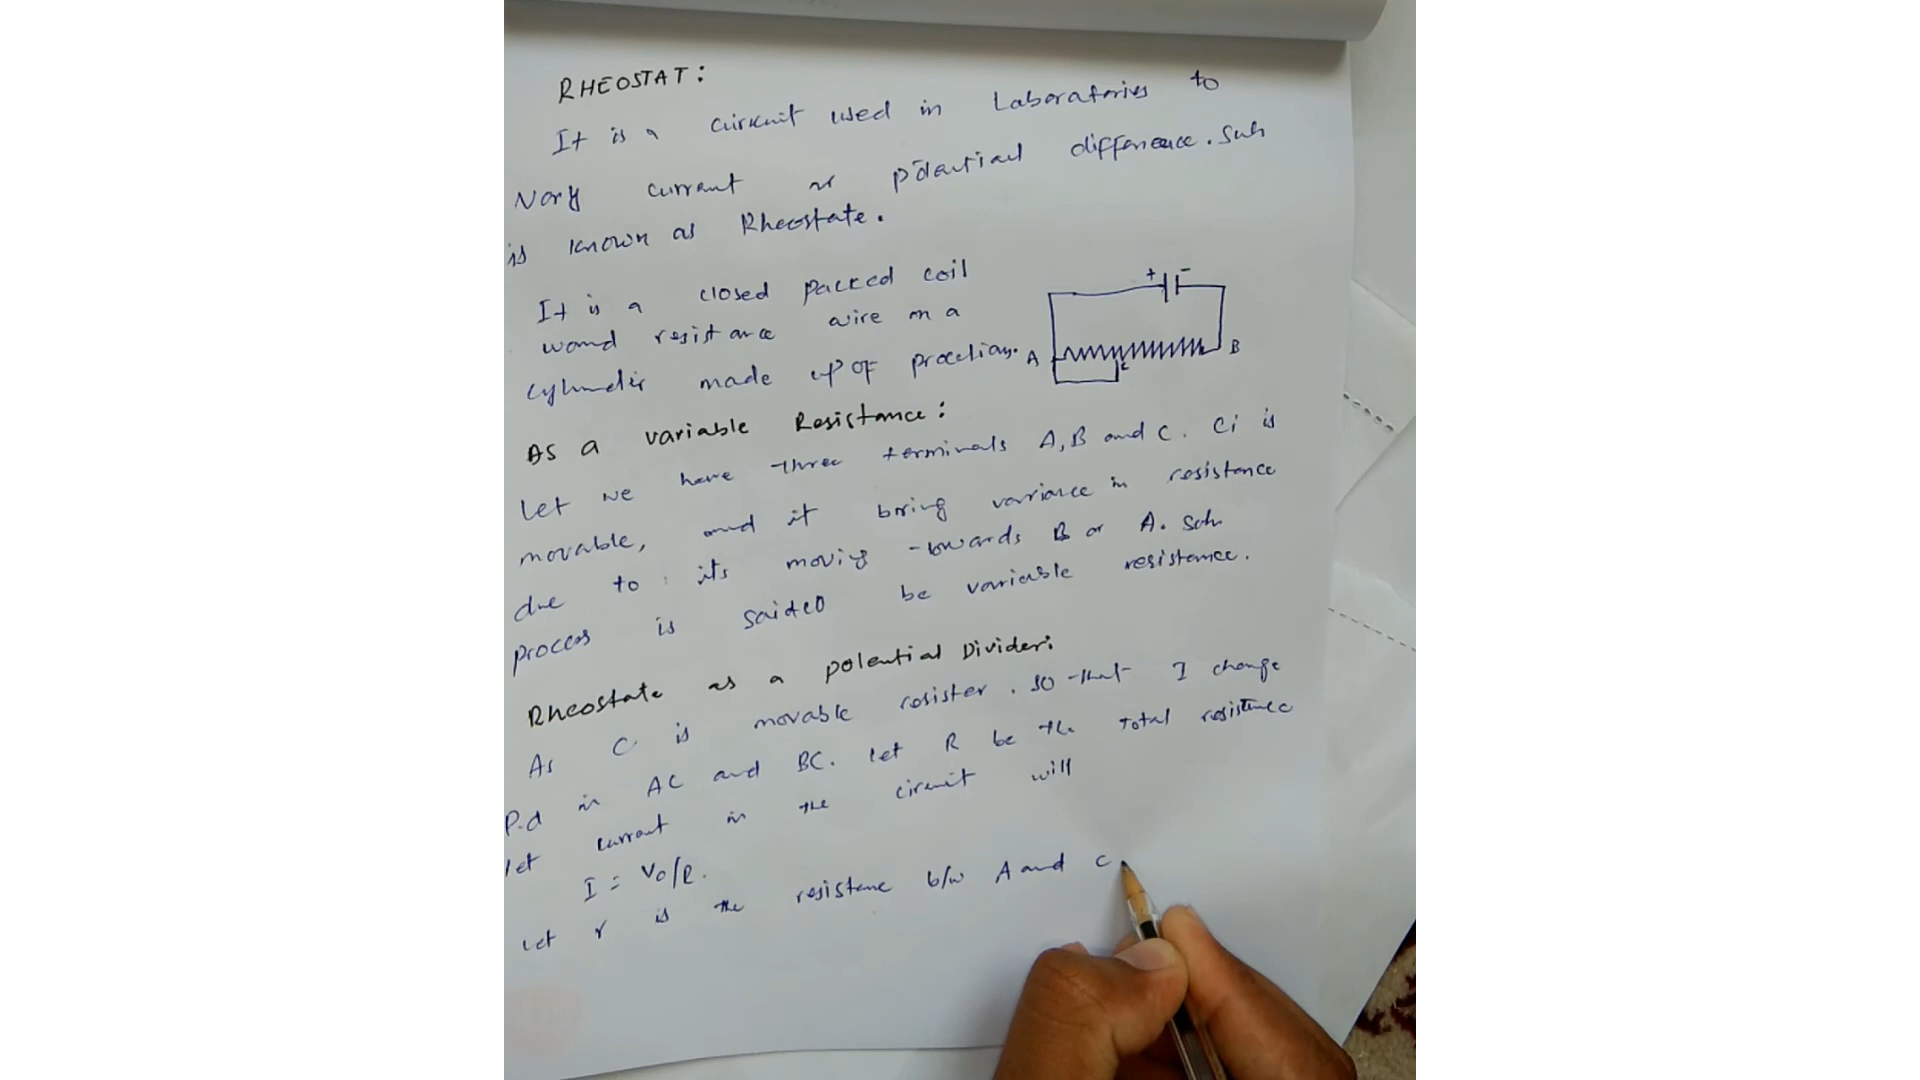 RHEOSTAT:
It is a cirkuit used in Laboratories to
Vary current or potential difference. Such
is known as Rheostate.
It is a closed packed coil
wound resistance wire on a
cylinder made up of procelian.
+ -
A B
C
As a variable Resistance:
Let we have three terminals A, B and C. Ci is
movable, and it bring variance in resistance
due to its moving towards B or A. Such
process is saidto be variable resistance.
Rheostate as a potential Divider:
As C is movable resister. so that I change
P.d in AC and BC. let R be the total resistance
let current in the circuit will
I = Vo/R.
Let r is the resistane b/w A and C